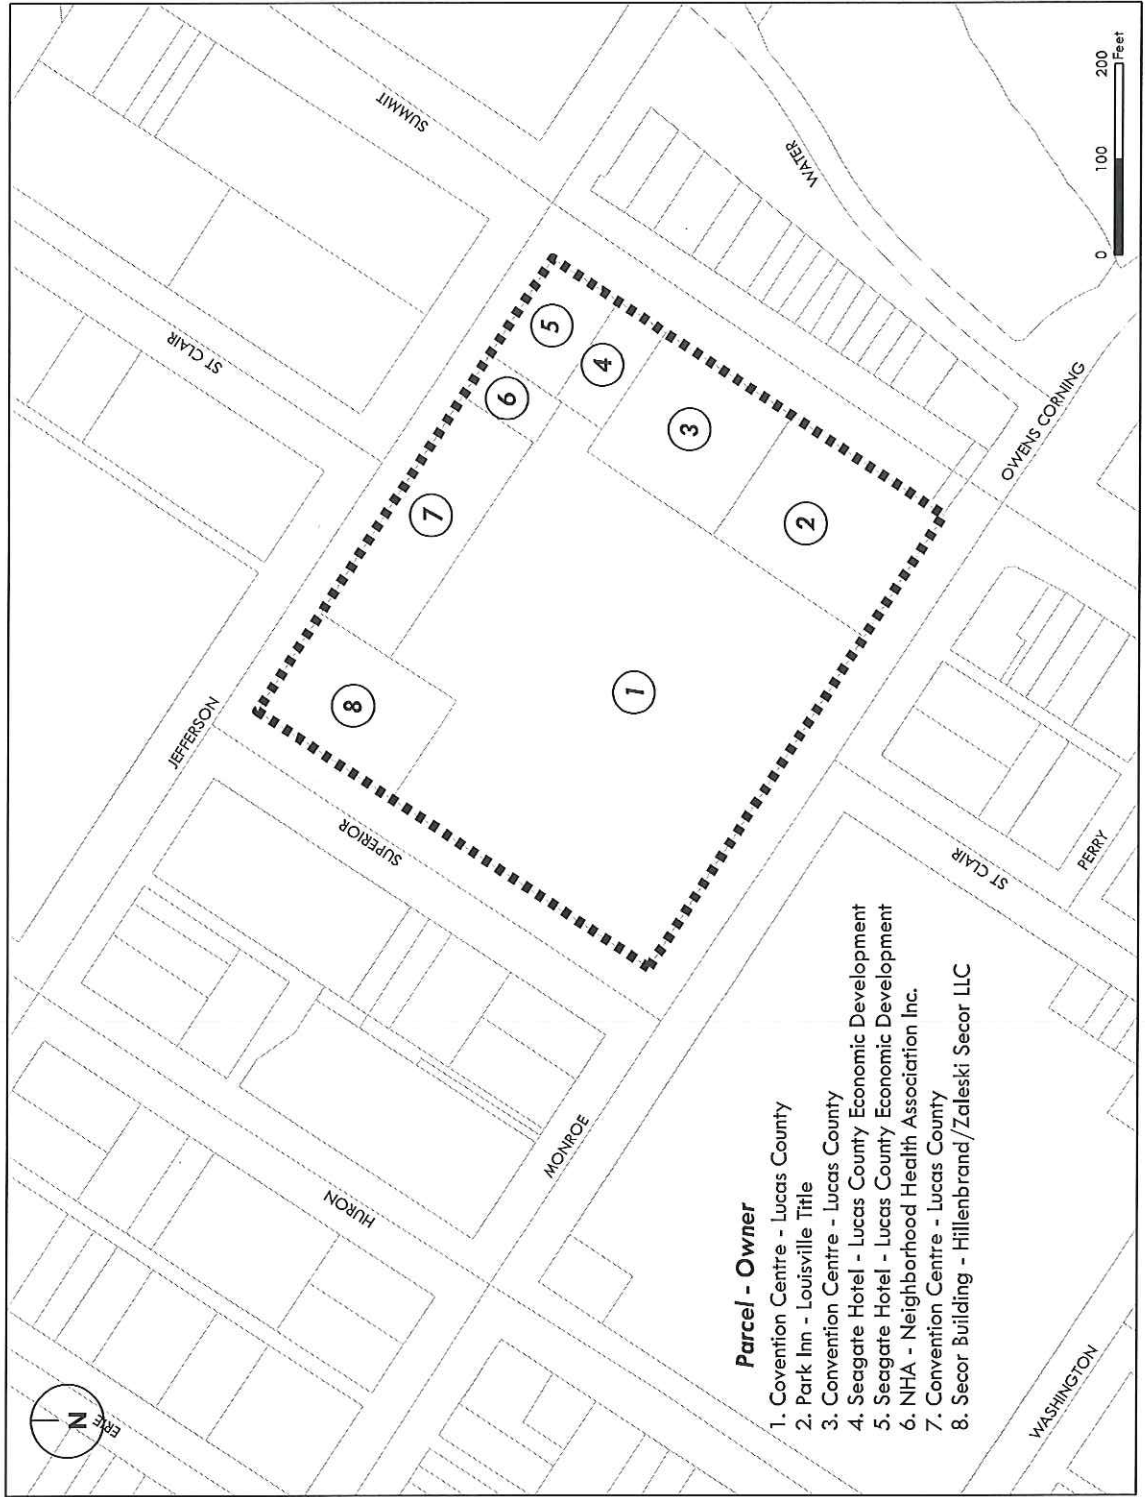 N
ERIE
HURON
SUPERIOR
JEFFERSON
ST CLAIR
SUMMIT
WATER
MONROE
WASHINGTON
ST CLAIR
PERRY
OWENS CORNING
1
2
3
4
5
6
7
8
Parcel - Owner
1. Covention Centre - Lucas County
2. Park Inn - Louisville Title
3. Convention Centre - Lucas County
4. Seagate Hotel - Lucas County Economic Development
5. Seagate Hotel - Lucas County Economic Development
6. NHA - Neighborhood Health Association Inc.
7. Convention Centre - Lucas County
8. Secor Building - Hillenbrand/Zaleski Secor LLC
0 100 200
Feet